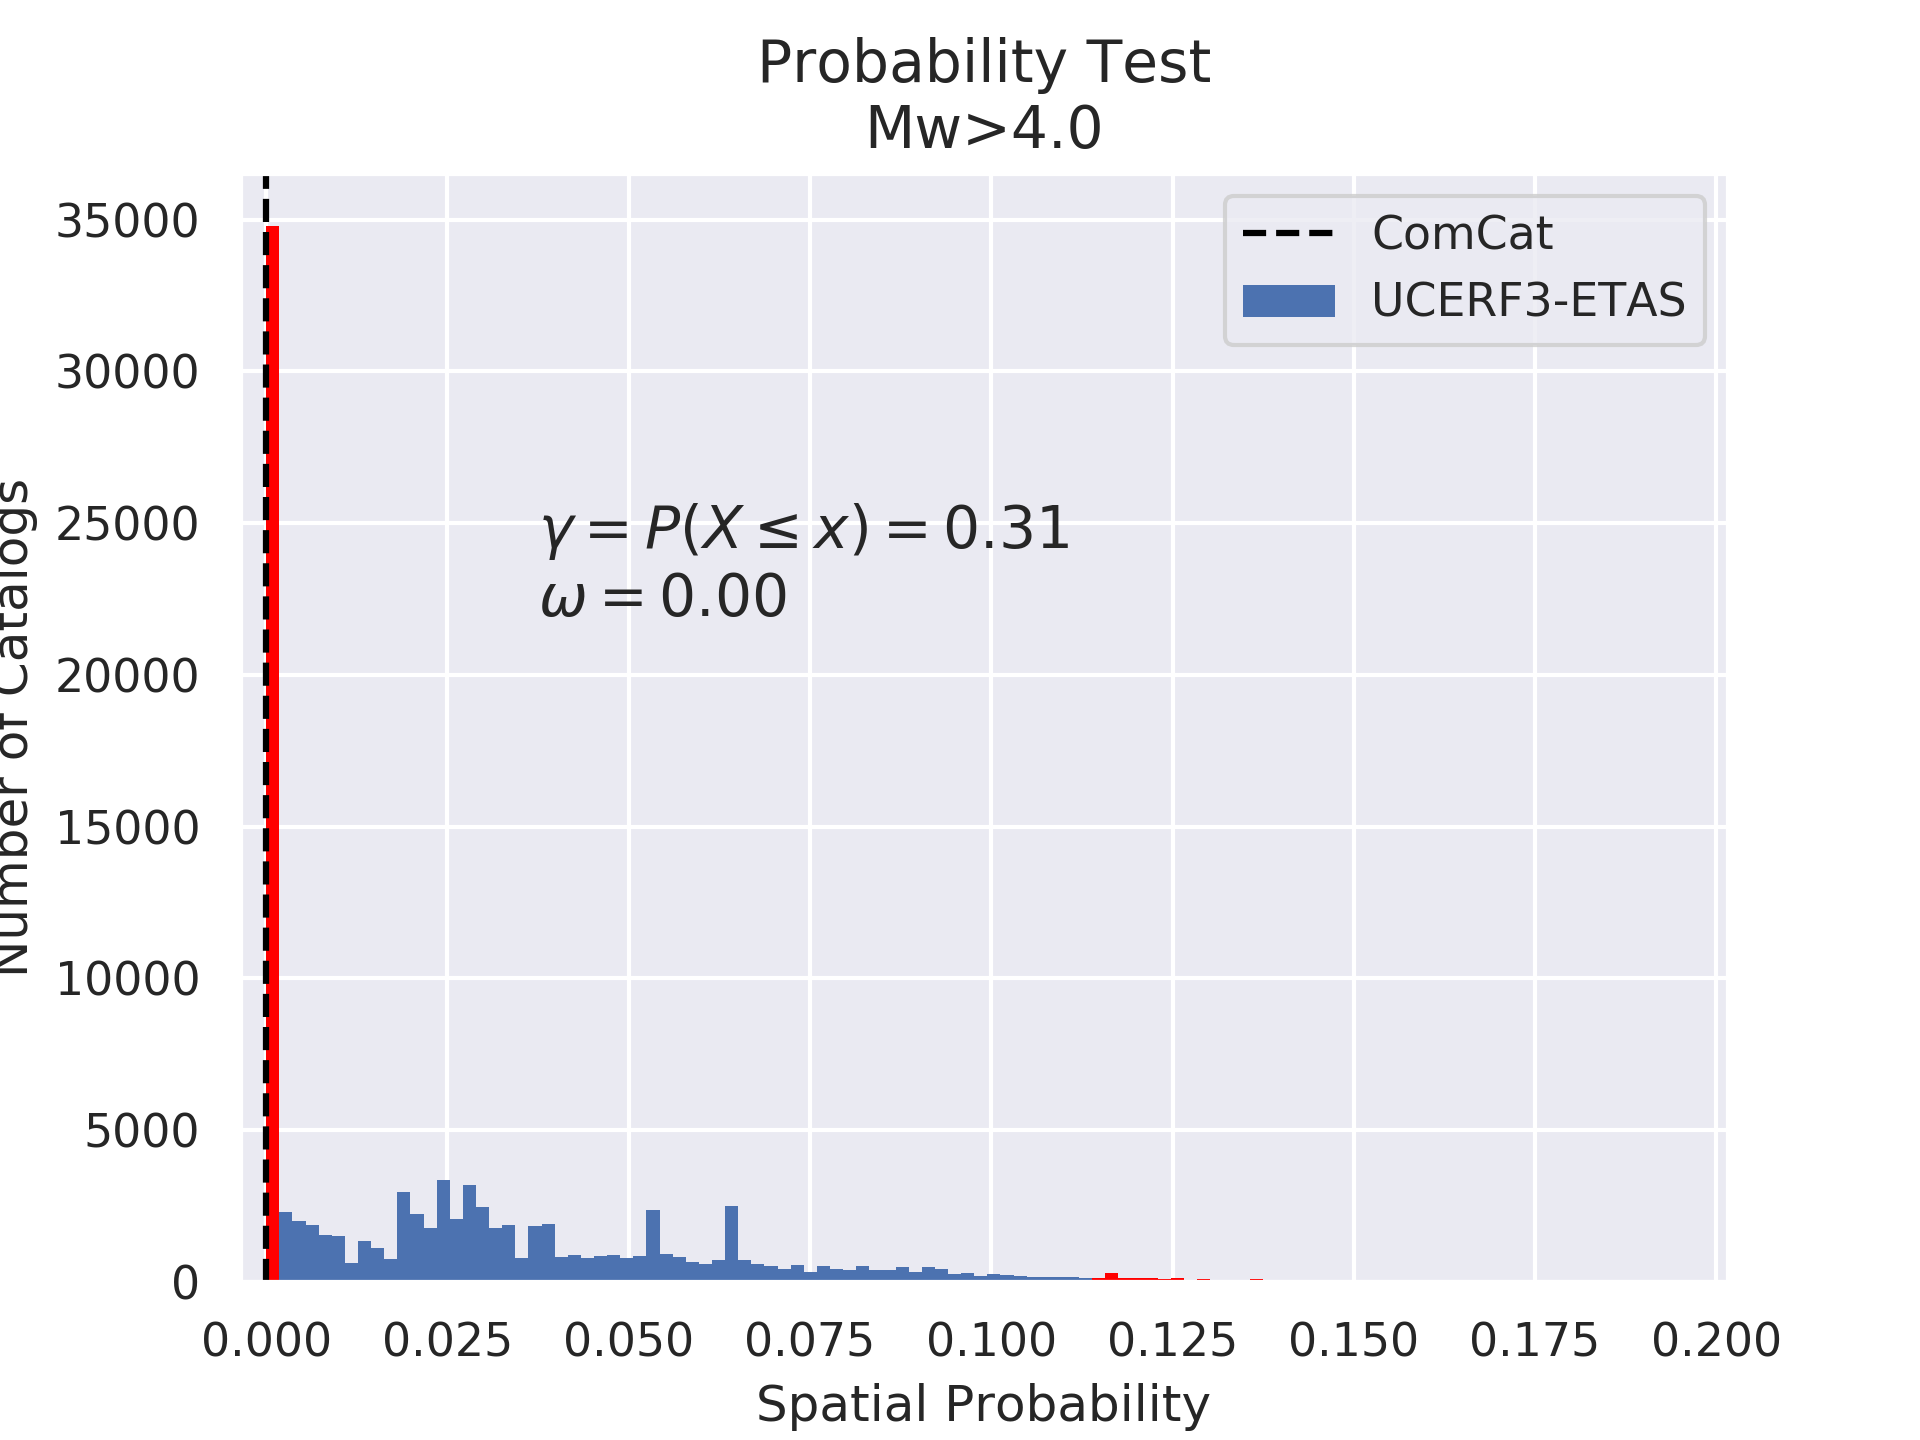 Probability Test
Mw>4.0
35000
30000
25000
20000
15000
10000
5000
0
Number of Catalogs
ComCat
UCERF3-ETAS
γ = P(X ≤ x) = 0.31
ω = 0.00
0.000 0.025 0.050 0.075 0.100 0.125 0.150 0.175 0.200
Spatial Probability